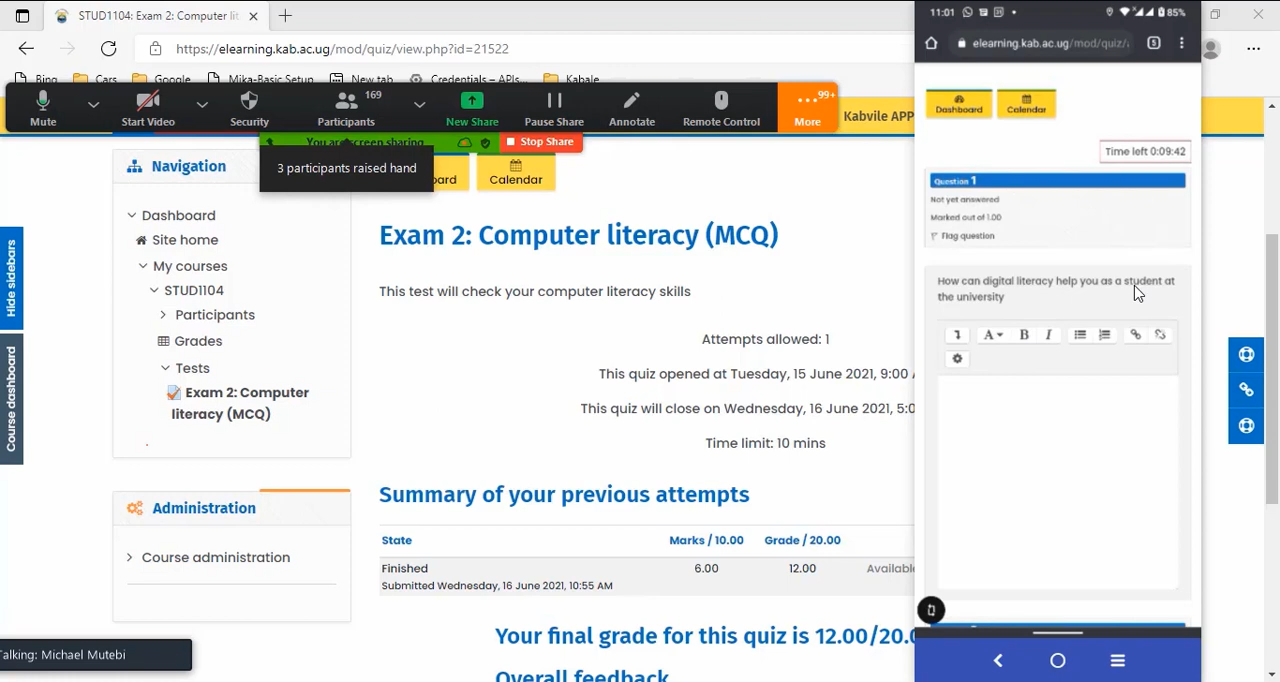 STUD1104: Exam 2: Computer lit
https://elearning.kab.ac.ug/mod/quiz/view.php?id=21522
Bing
Cars
Google
Mika-Basic Setup
New tab
Credentials – APIs...
Kabale
Mute
Start Video
Security
169
Participants
New Share
Pause Share
Annotate
Remote Control
99+
More
Kabvile APP
You are screen sharing
Stop Share
3 participants raised hand
Calendar
Hide sidebars
Course dashboard
Navigation
Dashboard
Site home
My courses
STUD1104
Participants
Grades
Tests
Exam 2: Computer
literacy (MCQ)
Administration
Course administration
Talking: Michael Mutebi
Exam 2: Computer literacy (MCQ)
This test will check your computer literacy skills
Attempts allowed: 1
This quiz opened at Tuesday, 15 June 2021, 9:00
This quiz will close on Wednesday, 16 June 2021, 5:0
Time limit: 10 mins
Summary of your previous attempts
State
Marks / 10.00
Grade / 20.00
Finished
6.00
12.00
Availabl
Submitted Wednesday, 16 June 2021, 10:55 AM
Your final grade for this quiz is 12.00/20.0
Overall feedback
11:01
85%
elearning.kab.ac.ug/mod/quiz/
Dashboard
Calendar
Time left 0:09:42
Question 1
Not yet answered
Marked out of 1.00
Flag question
How can digital literacy help you as a student at
the university
A
B
I